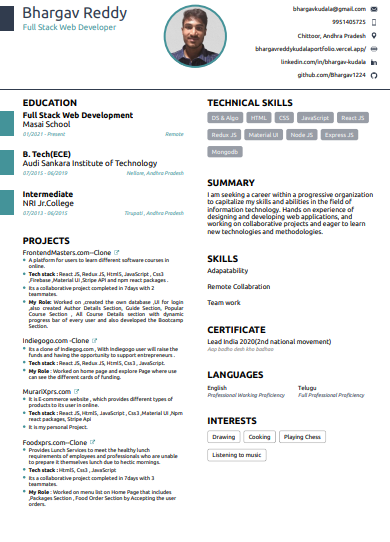 Bhargav Reddy
Full Stack Web Developer
bhargavkudala@gmail.com
9951405725
Chittoor, Andhra Pradesh
bhargavreddykudalaportfolio.vercel.app/
linkedin.com/in/bhargav-kudala
github.com/Bhargav1224
EDUCATION
Full Stack Web Development
Masai School
01/2021 - Present
Remote
B. Tech(ECE)
Audi Sankara Institute of Technology
07/2015 - 06/2019
Nellore, Andhra Pradesh
Intermediate
NRI Jr.College
07/2013 - 06/2015
Tirupati , Andhra Pradesh
PROJECTS
FrontendMasters.com–Clone
A platform for users to learn different software courses in
online.
Tech stack : React JS, Redux JS, Html5, JavaScript , Css3
,Firebase ,Material UI ,Stripe API and npm react packages .
Its a collaborative project completed in 7days with 2
teammates.
My Role: Worked on ,created the own database ,UI for login
,also created Author Details Section, Guide Section, Popular
Course Section , All Course Details section with dynamic
progress bar of every user and also developed the Bootcamp
Section.
Indiegogo.com -Clone
Its a clone of Indiegog.com , With Indiegogo user will raise the
funds and having the opportunity to support entrepreneurs .
Tech stack : React JS, Redux JS, Html5, Css3 , JavaScript.
My Role : Worked on home page and explore Page where use
can see the different cards of funding.
MurariXprs.com
It is E-commerce website , which provides different types of
products to its user in online.
Tech stack : React JS, Html5, JavaScript , Css3 ,Material UI ,Npm
react packages, Stripe Api
It is my personal Project.
Foodxprs.com–Clone
Provides Lunch Services to meet the healthy lunch
requirements of employees and professionals who are unable
to prepare it themselves lunch due to hectic mornings.
Tech stack : Html5, Css3 , JavaScript
Its a collaborative project completed in 7days with 3
teammates.
My Role : Worked on menu list on Home Page that includes
,Packages Section , Food Order Section by Accepting the user
orders.
TECHNICAL SKILLS
DS & Algo
HTML
CSS
JavaScript
React JS
Redux JS
Material UI
Node JS
Express JS
Mongodb
SUMMARY
I am seeking a career within a progressive organization
to capitalize my skills and abilities in the field of
information technology. Hands on experience of
designing and developing web applications, and
working on collaborative projects and eager to learn
new technologies and methodologies.
SKILLS
Adapatability
Remote Collabration
Team work
CERTIFICATE
Lead India 2020(2nd national movement)
LANGUAGES
English
Professional Working Proficiency
Telugu
Full Professional Proficiency
INTERESTS
Drawing
Cooking
Playing Chess
Listening to music